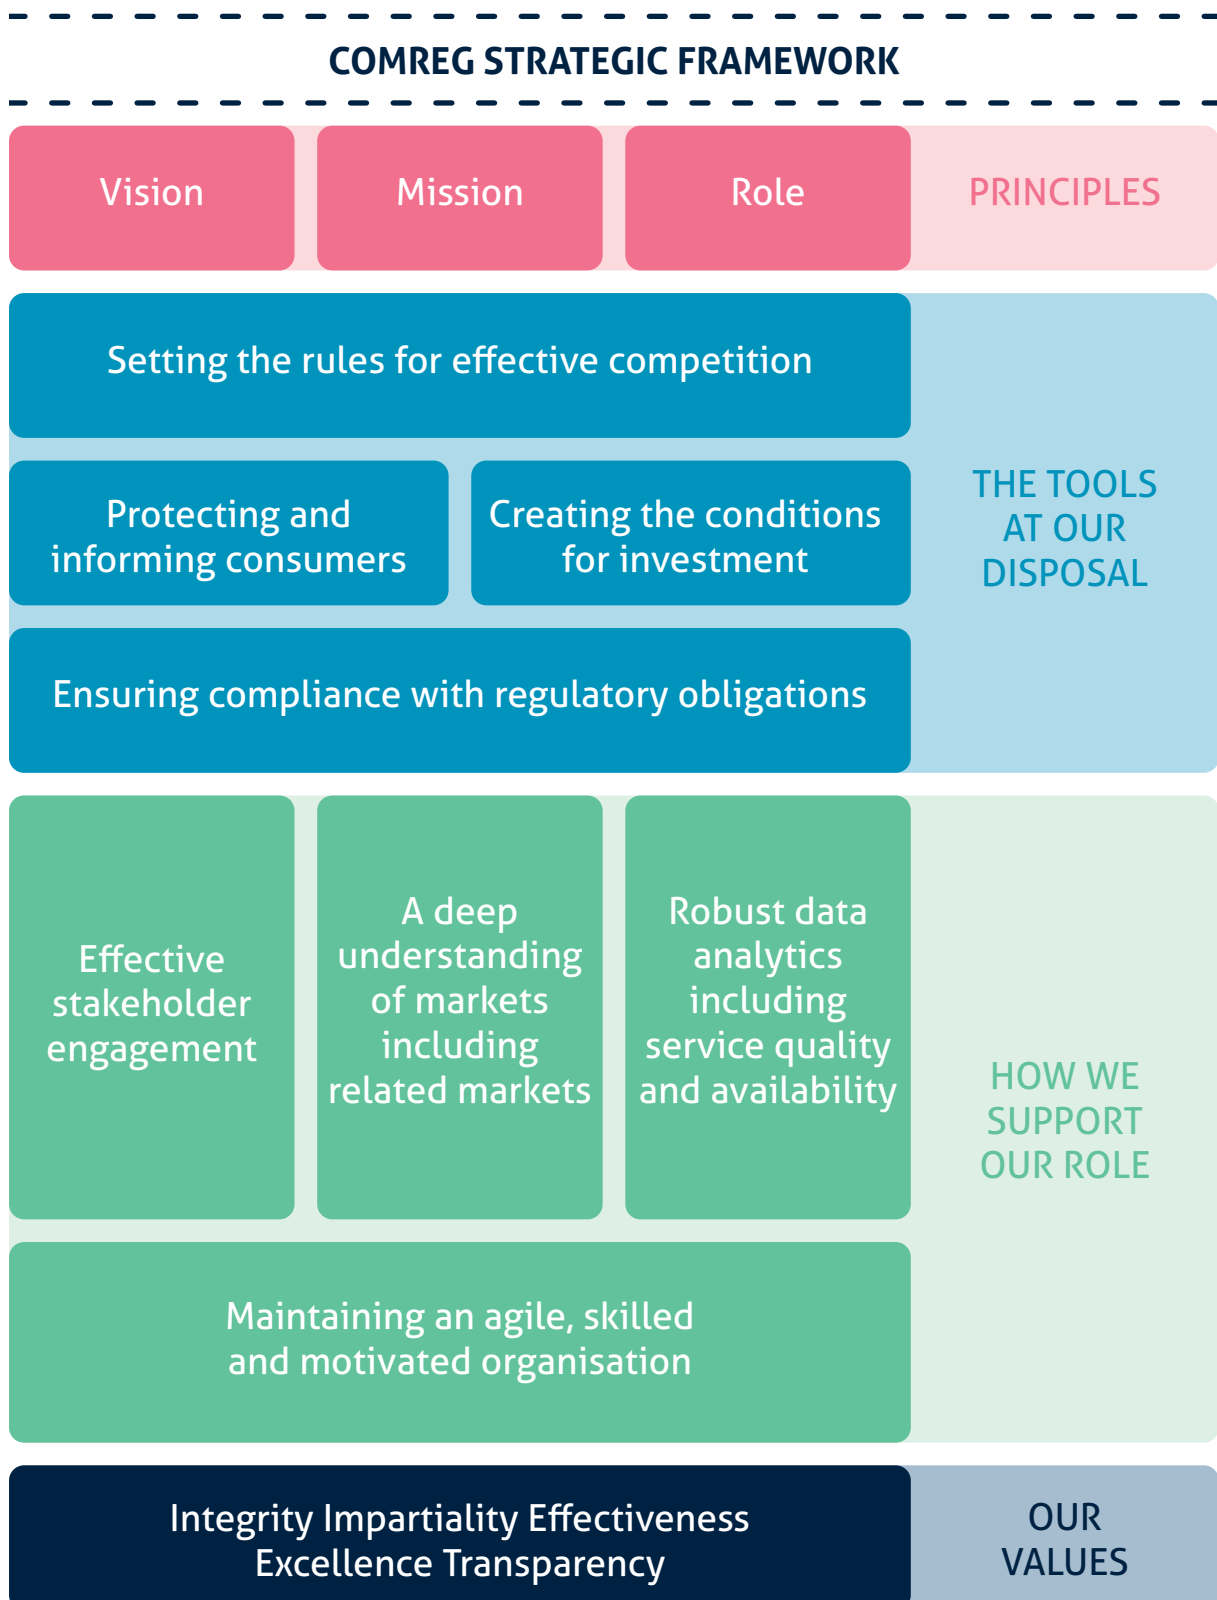 COMREG STRATEGIC FRAMEWORK
Vision
Mission
Role
PRINCIPLES
Setting the rules for effective competition
Protecting and
informing consumers
Creating the conditions
for investment
Ensuring compliance with regulatory obligations
THE TOOLS
AT OUR
DISPOSAL
Effective
stakeholder
engagement
A deep
understanding
of markets
including
related markets
Robust data
analytics
including
service quality
and availability
Maintaining an agile, skilled
and motivated organisation
HOW WE
SUPPORT
OUR ROLE
Integrity Impartiality Effectiveness
Excellence Transparency
OUR
VALUES